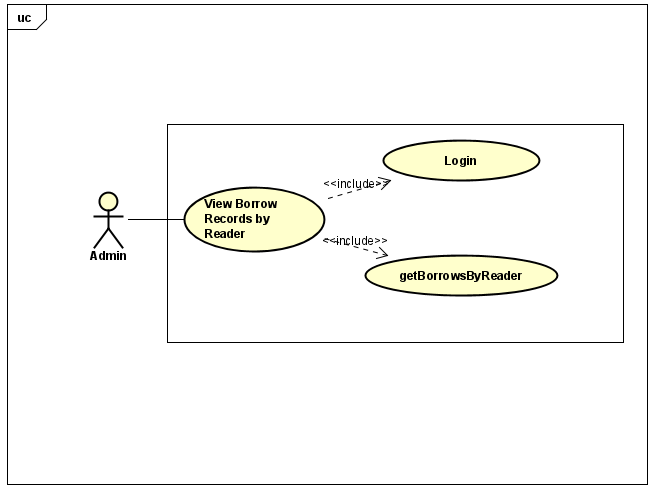 uc
Login
<<include>>
View Borrow
Records by
Reader
<<include>>
Admin
getBorrowsByReader